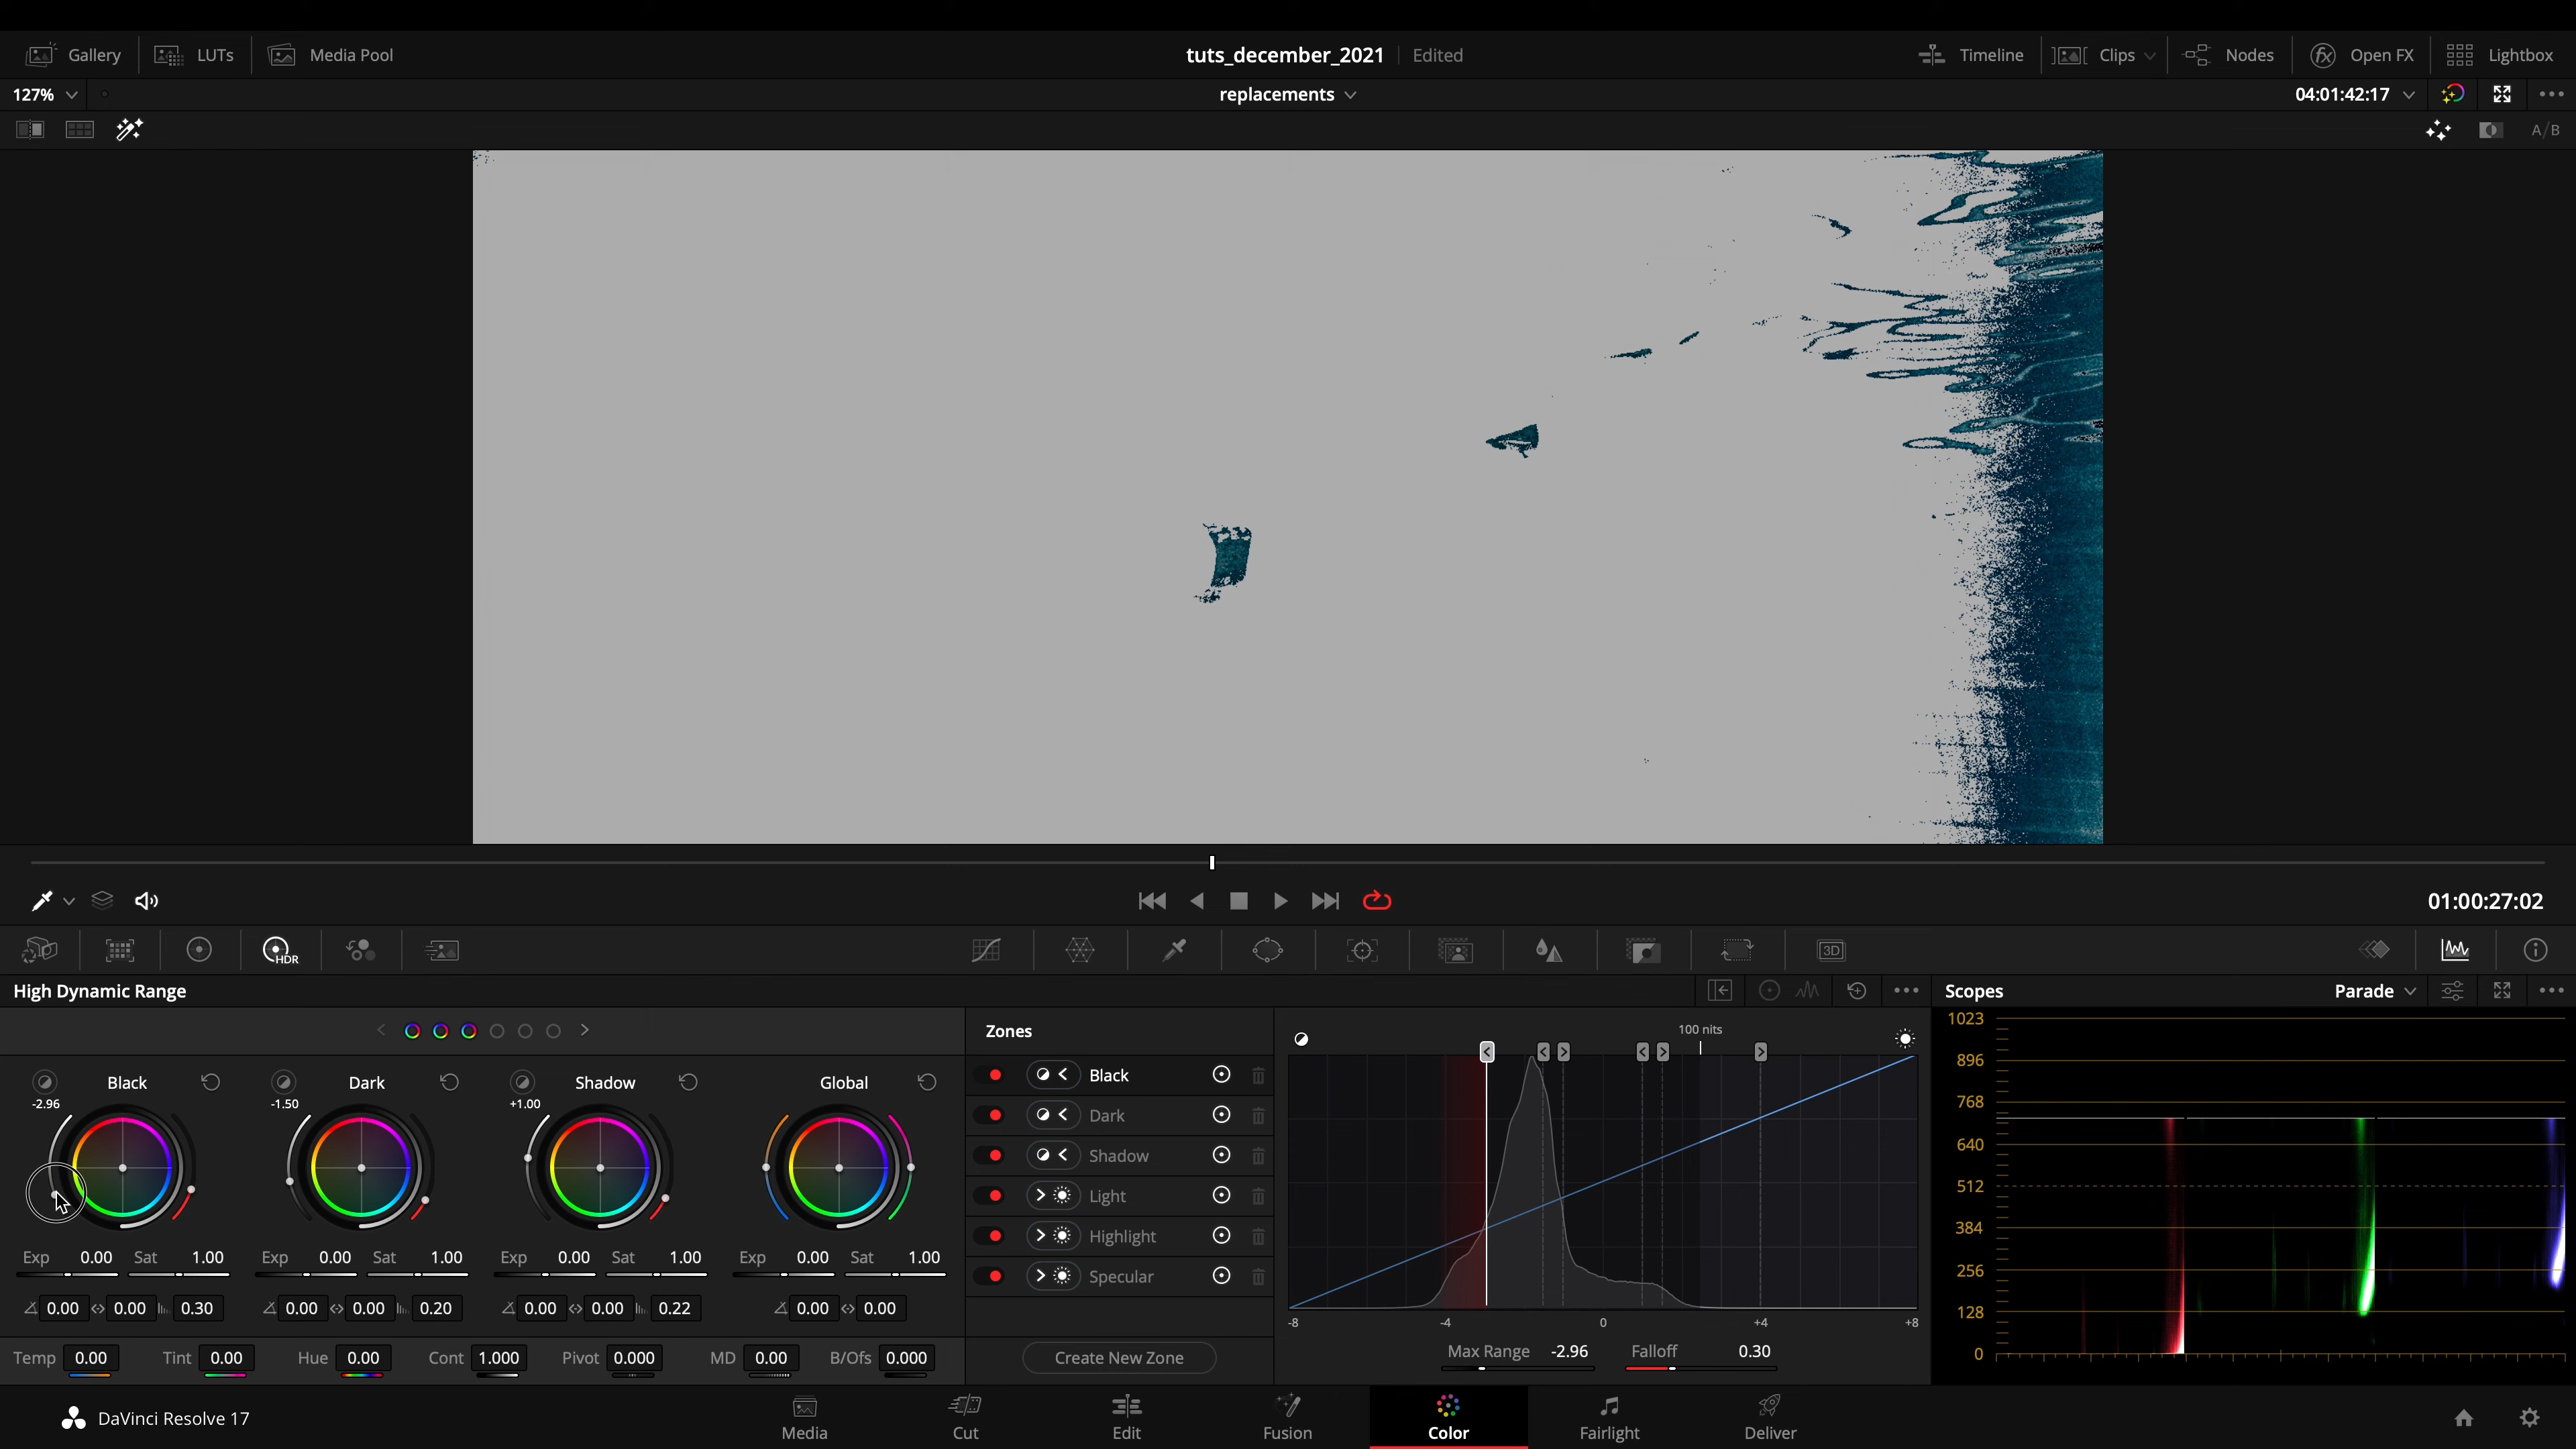 Gallery LUTs Media Pool tuts_december_2021 Edited Timeline Clips Nodes Open FX Lightbox
127% replacements 04:01:42:17
A/B
01:00:27:02
HDR 3D
High Dynamic Range Scopes Parade
Zones 100 nits 1023
Black Dark Shadow Global Black 896
-2.96 -1.50 +1.00 768
Dark
Shadow 640
Light 512
Highlight 384
Exp 0.00 Sat 1.00 Exp 0.00 Sat 1.00 Exp 0.00 Sat 1.00 Exp 0.00 Sat 1.00
Specular 256
0.00 0.00 0.30 0.00 0.00 0.20 0.00 0.00 0.22 0.00 0.00 128
-8 -4 0 +4 +8
Temp 0.00 Tint 0.00 Hue 0.00 Cont 1.000 Pivot 0.000 MD 0.00 B/Ofs 0.000 Create New Zone Max Range -2.96 Falloff 0.30 0
DaVinci Resolve 17 Media Cut Edit Fusion Color Fairlight Deliver